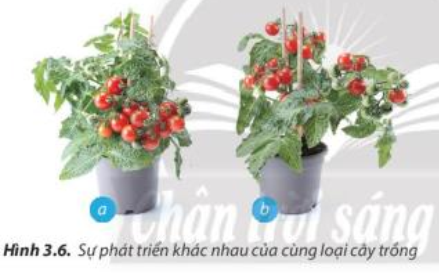 a
b
Chân trời sáng
Hình 3.6. Sự phát triển khác nhau của cùng loại cây trồng